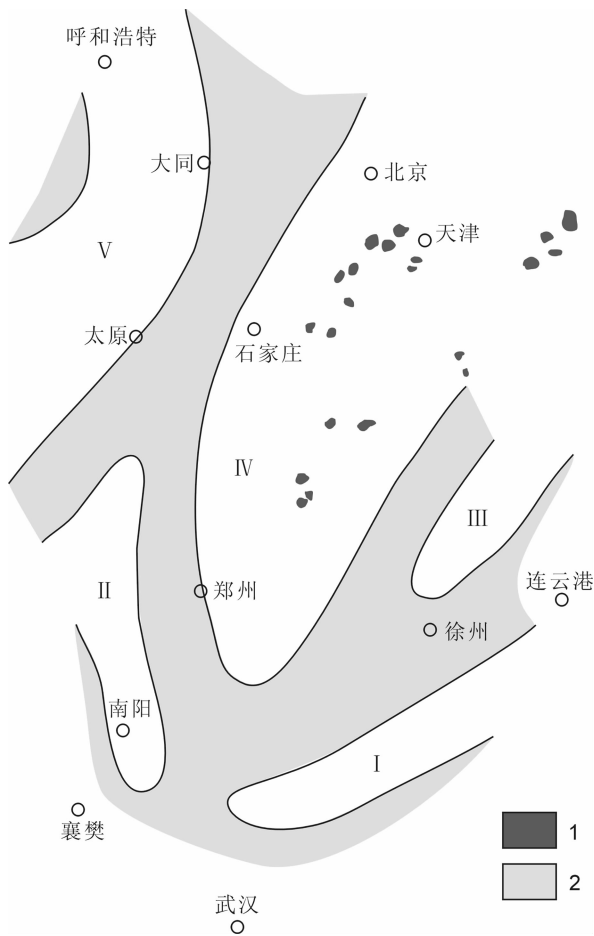 呼和浩特
大同
北京
天津
Ⅴ
太原
石家庄
Ⅳ
Ⅲ
Ⅱ
郑州
连云港
徐州
南阳
Ⅰ
襄樊
1
2
武汉